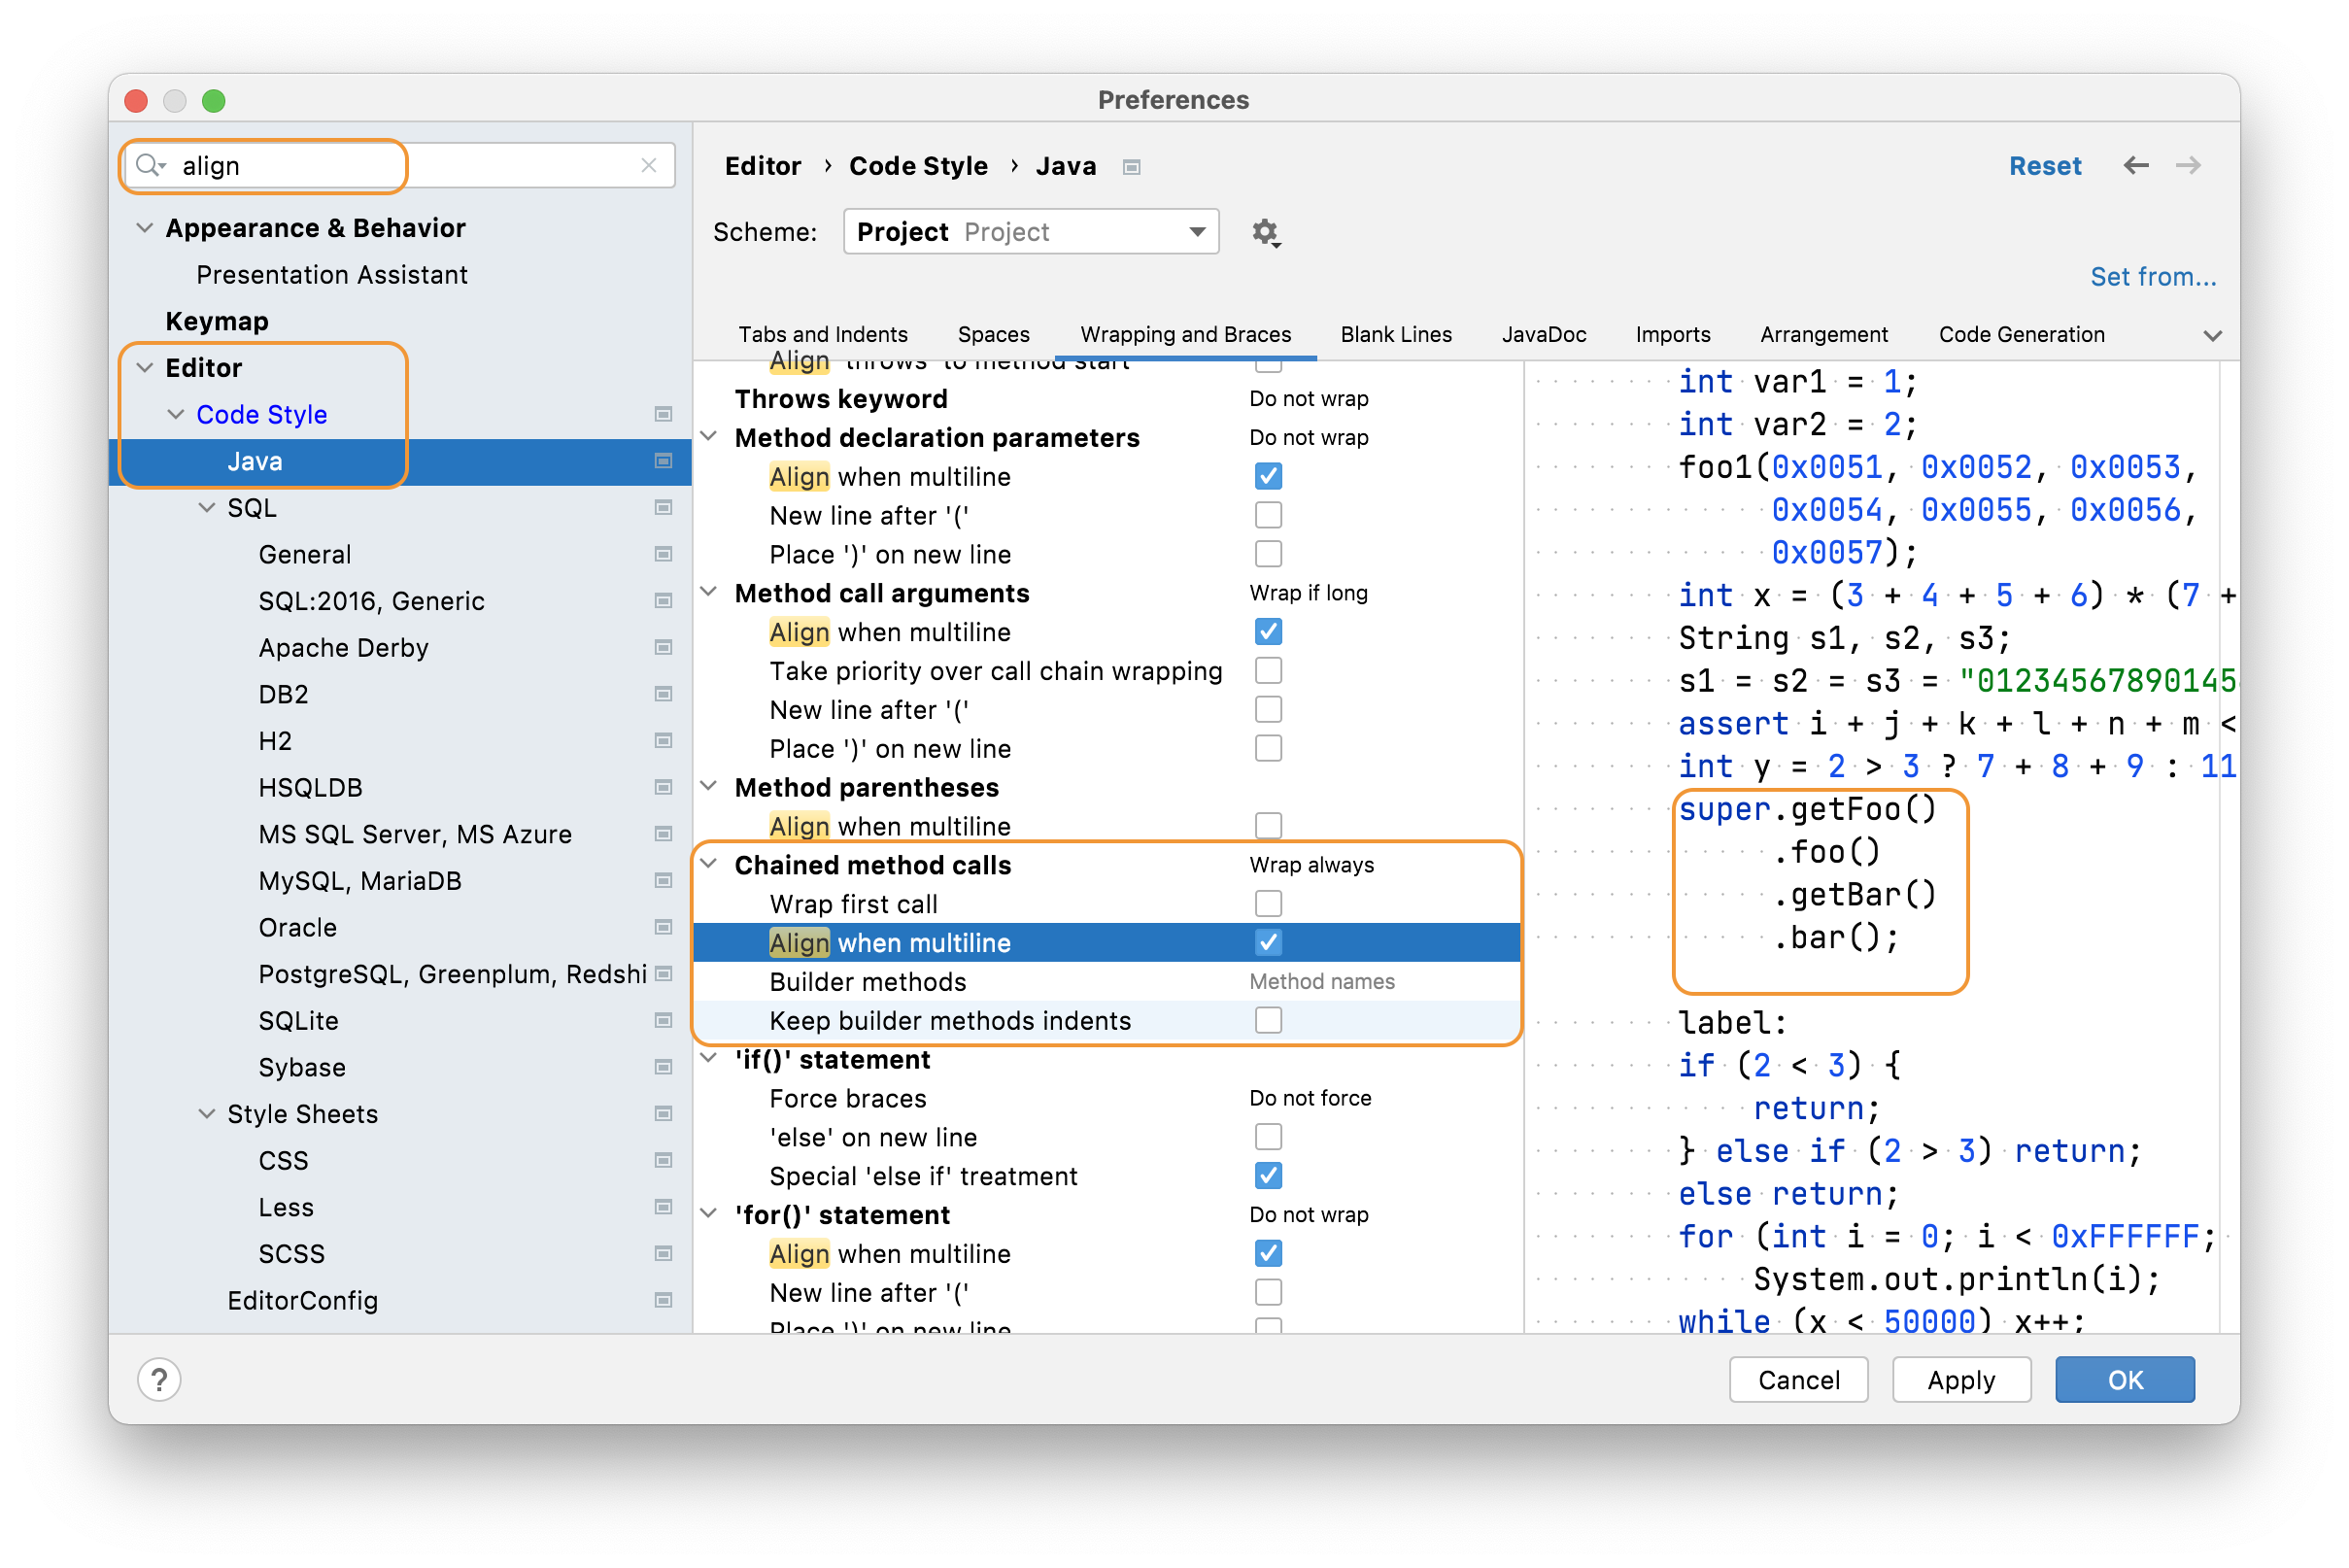 Preferences
align
Appearance & Behavior
Presentation Assistant
Keymap
Editor
Code Style
Java
SQL
General
SQL:2016, Generic
Apache Derby
DB2
H2
HSQLDB
MS SQL Server, MS Azure
MySQL, MariaDB
Oracle
PostgreSQL, Greenplum, Redshi
SQLite
Sybase
Style Sheets
CSS
Less
SCSS
EditorConfig
Editor › Code Style › Java
Reset
Scheme: Project Project
Set from...
Tabs and Indents Spaces Wrapping and Braces Blank Lines JavaDoc Imports Arrangement Code Generation
Align 'throws' to method start
Throws keyword Do not wrap
Method declaration parameters Do not wrap
Align when multiline
New line after '('
Place ')' on new line
Method call arguments Wrap if long
Align when multiline
Take priority over call chain wrapping
New line after '('
Place ')' on new line
Method parentheses
Align when multiline
Chained method calls Wrap always
Wrap first call
Align when multiline
Builder methods Method names
Keep builder methods indents
'if()' statement
Force braces Do not force
'else' on new line
Special 'else if' treatment
'for()' statement Do not wrap
Align when multiline
New line after '('
Place ')' on new line
int var1 = 1;
int var2 = 2;
foo1(0x0051, 0x0052, 0x0053,
0x0054, 0x0055, 0x0056,
0x0057);
int x = (3 + 4 + 5 + 6) * (7 +
String s1, s2, s3;
s1 = s2 = s3 = "01234567890145
assert i + j + k + l + n + m <
int y = 2 > 3 ? 7 + 8 + 9 : 11
super.getFoo()
.foo()
.getBar()
.bar();
label:
if (2 < 3) {
return;
} else if (2 > 3) return;
else return;
for (int i = 0; i < 0xFFFFFF;
System.out.println(i);
while (x < 50000) x++;
?
Cancel
Apply
OK